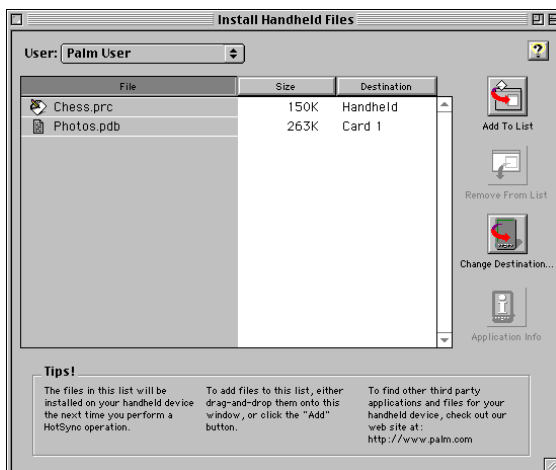 Install Handheld Files
User: Palm User
File Size Destination
Chess.prc 150K Handheld
Photos.pdb 263K Card 1
Add To List
Remove From List
Change Destination...
Application Info
Tips!
The files in this list will be
installed on your handheld device
the next time you perform a
HotSync operation.
To add files to this list, either
drag-and-drop them onto this
window, or click the "Add"
button.
To find other third party
applications and files for your
handheld device, check out our
web site at:
http://www.palm.com